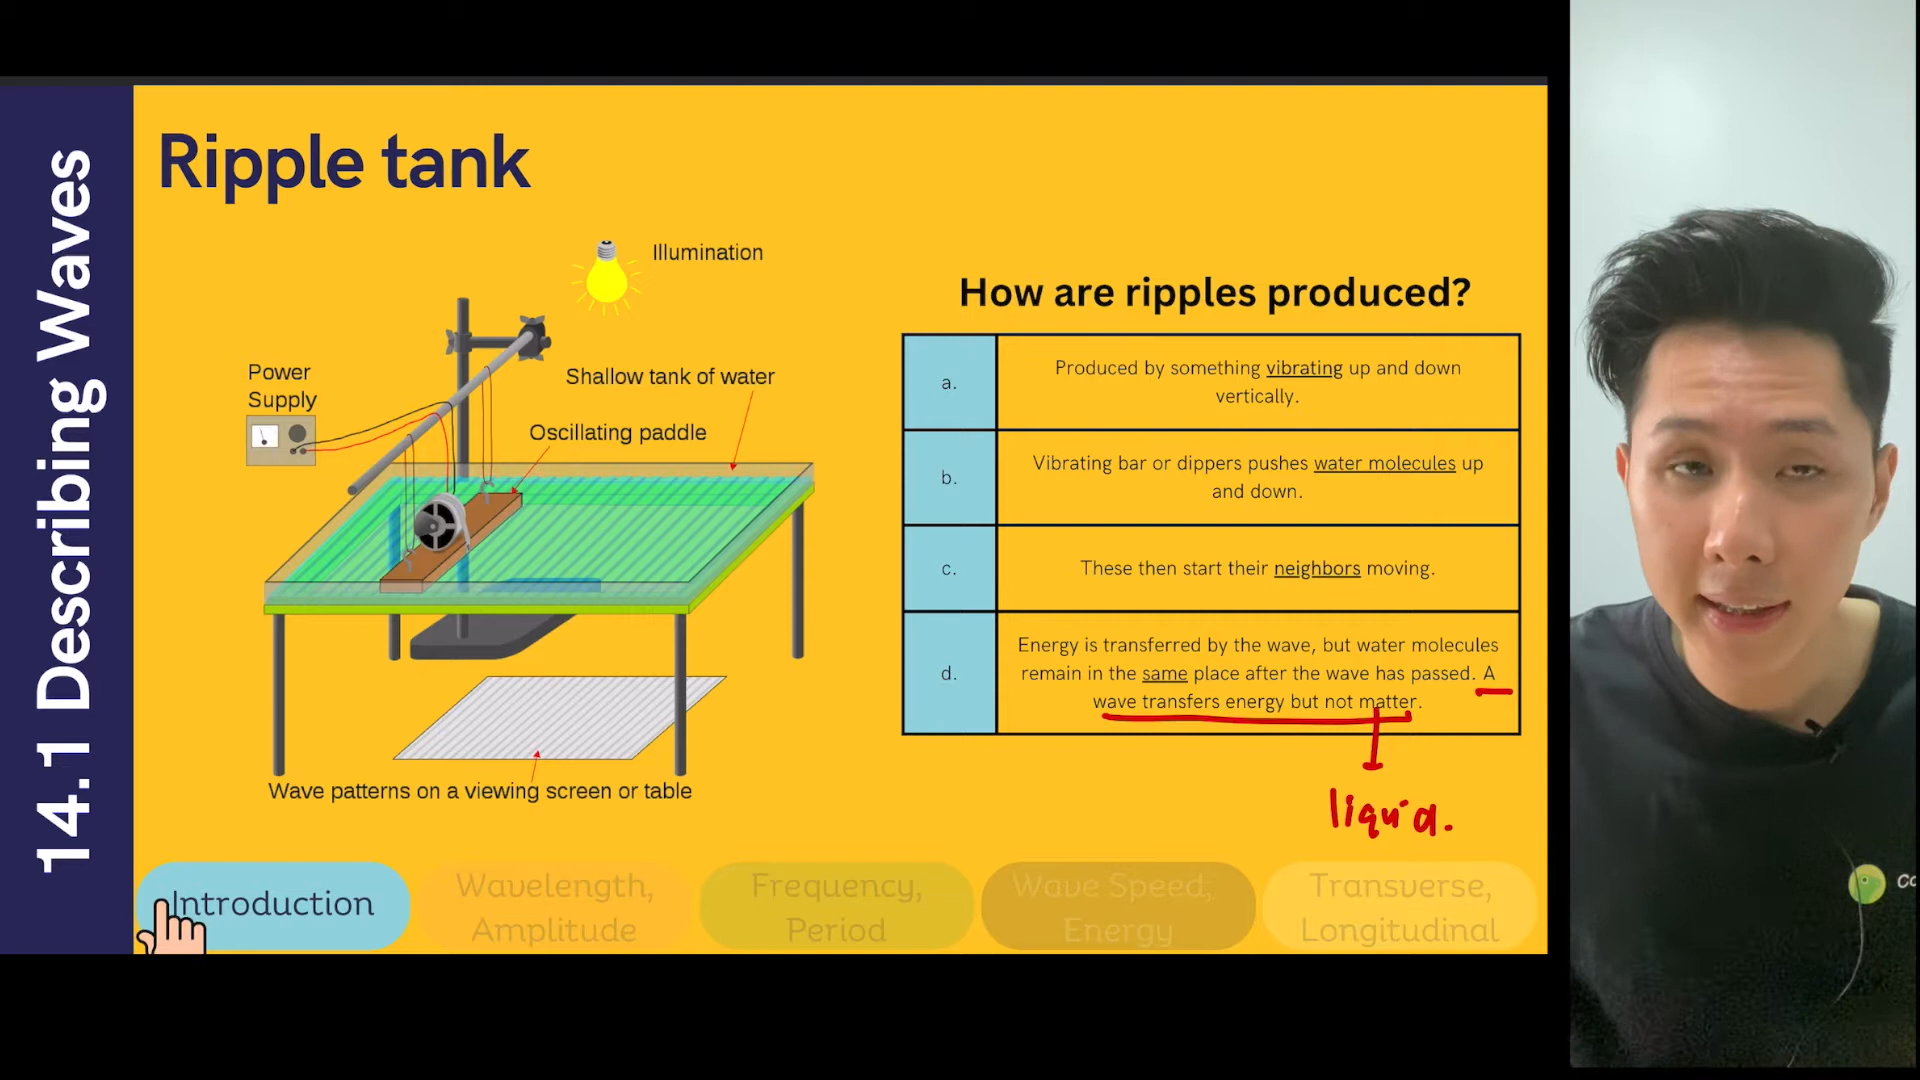 14.1 Describing Waves
Ripple tank
Illumination
Power
Supply
Shallow tank of water
Oscillating paddle
Wave patterns on a viewing screen or table
How are ripples produced?
a.
Produced by something vibrating up and down
vertically.
b.
Vibrating bar or dippers pushes water molecules up
and down.
c.
These then start their neighbors moving.
d.
Energy is transferred by the wave, but water molecules
remain in the same place after the wave has passed. A
wave transfers energy but not matter.
liquid.
Introduction
Wavelength,
Amplitude
Frequency,
Period
Wave Speed,
Energy
Transverse,
Longitudinal